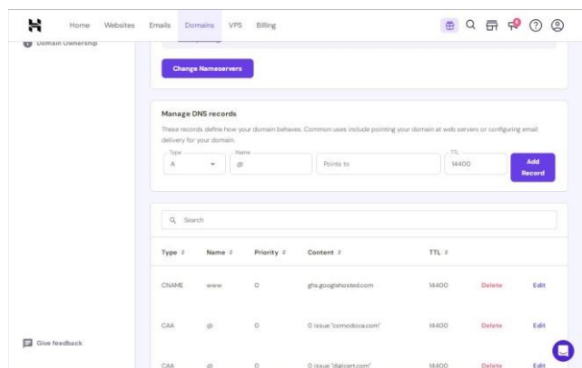 Home Websites Emails Domains VPS Billing
Domain Ownership
Change Nameservers
Manage DNS records
These records define how your domain behaves. Common uses include pointing your domain at web servers or configuring email
delivery for your domain.
Type Name TTL
A @ Points to 14400 Add
Record
Search
Type Name Priority Content TTL
CNAME www 0 ghs.googlehosted.com 14400 Delete Edit
CAA @ 0 0 issue "comodoca.com" 14400 Delete Edit
Give feedback
CAA @ 0 0 issue "digicert.com" 14400 Delete Edit